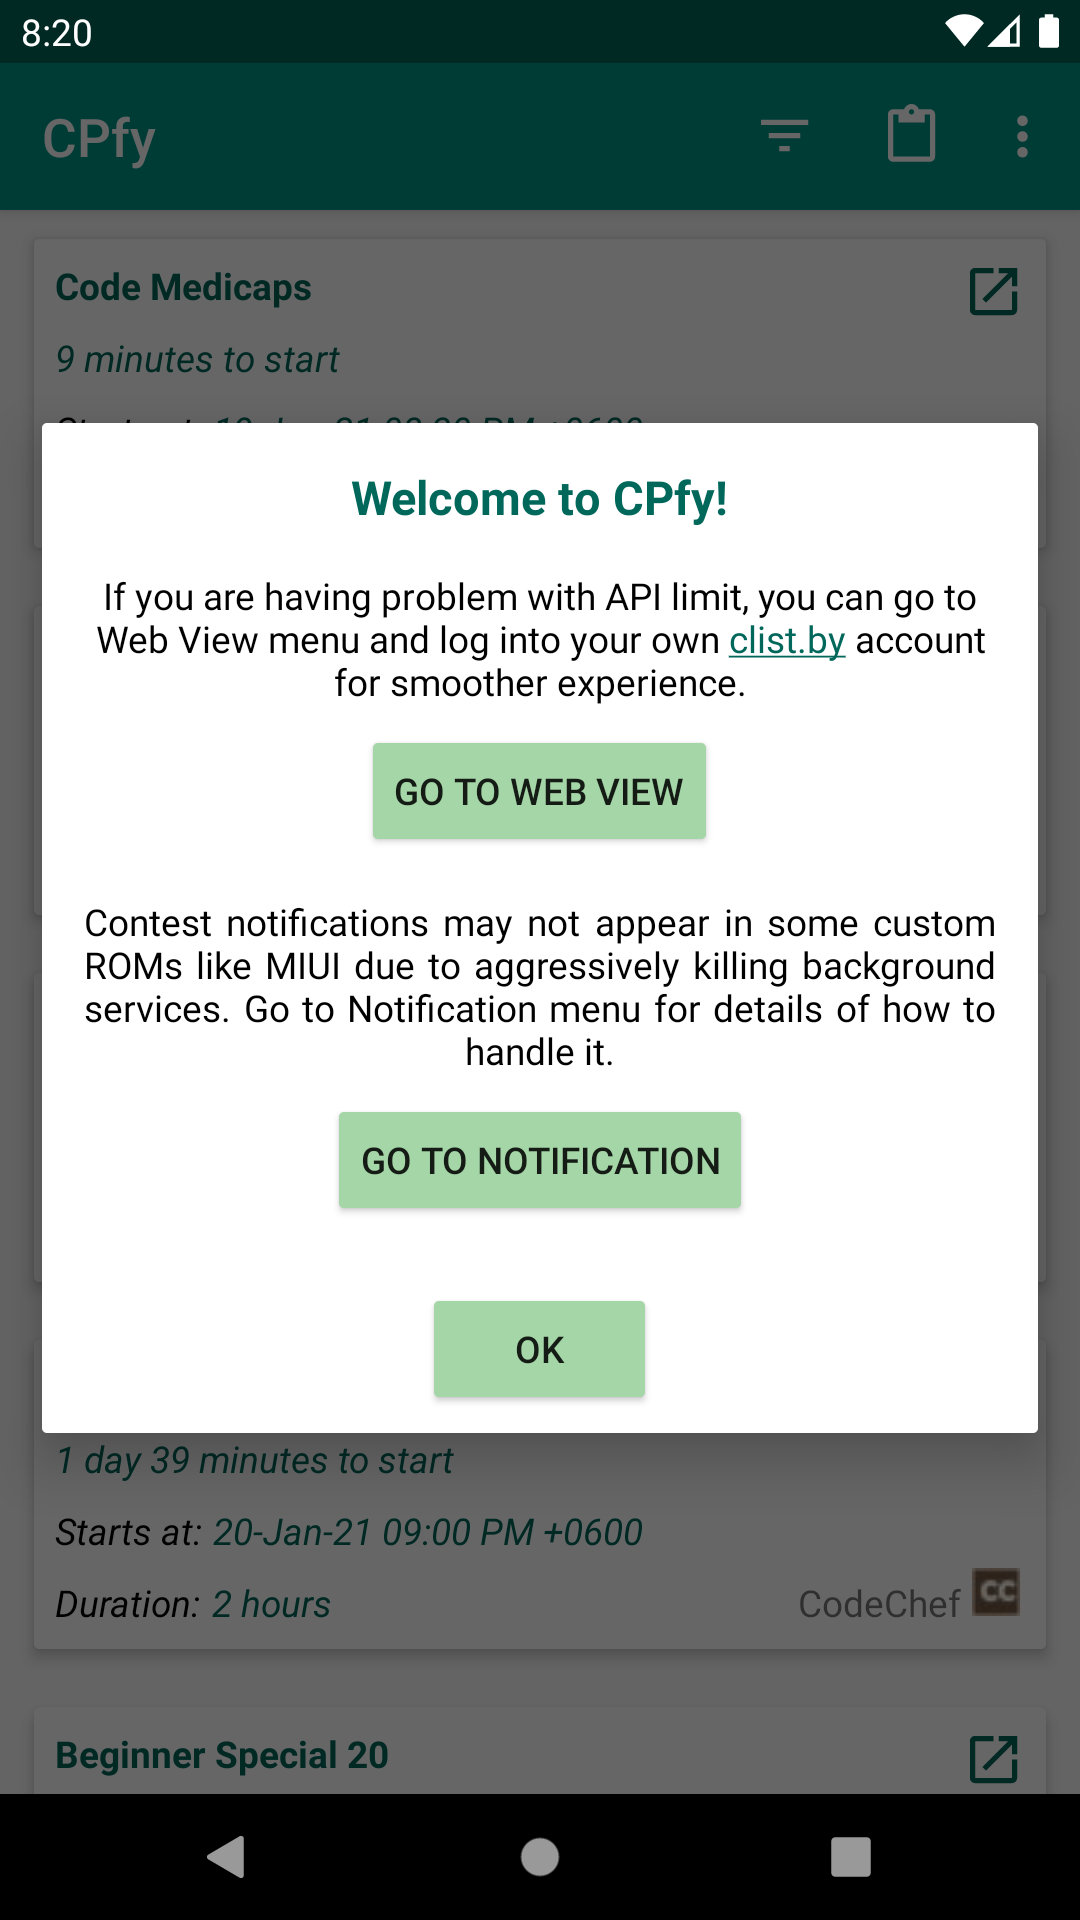 8:20
CPfy
Code Medicaps
9 minutes to start
Welcome to CPfy!
If you are having problem with API limit, you can go to
Web View menu and log into your own clist.by account
for smoother experience.
GO TO WEB VIEW
Contest notifications may not appear in some custom
ROMs like MIUI due to aggressively killing background
services. Go to Notification menu for details of how to
handle it.
GO TO NOTIFICATION
OK
1 day 39 minutes to start
Starts at: 20-Jan-21 09:00 PM +0600
Duration: 2 hours
CodeChef CC
Beginner Special 20